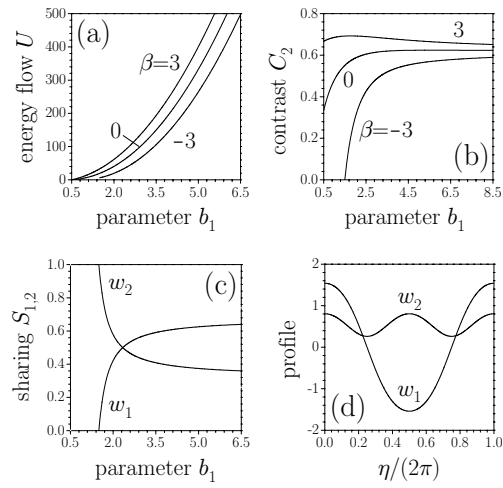 500
400
300
200
100
0
energy flow U
(a)
β=3
0
-3
0.5 2.0 3.5 5.0 6.5
parameter b₁
0.8
0.6
0.4
0.2
0.0
contrast C₂
3
0
β=-3
(b)
0.5 2.5 4.5 6.5 8.5
parameter b₁
1.0
0.8
0.6
0.4
0.2
0.0
sharing S₁,₂
(c)
w₂
w₁
0.5 2.0 3.5 5.0 6.5
parameter b₁
2
1
0
-1
-2
profile
w₂
w₁
(d)
0.0 0.2 0.4 0.6 0.8 1.0
η/(2π)